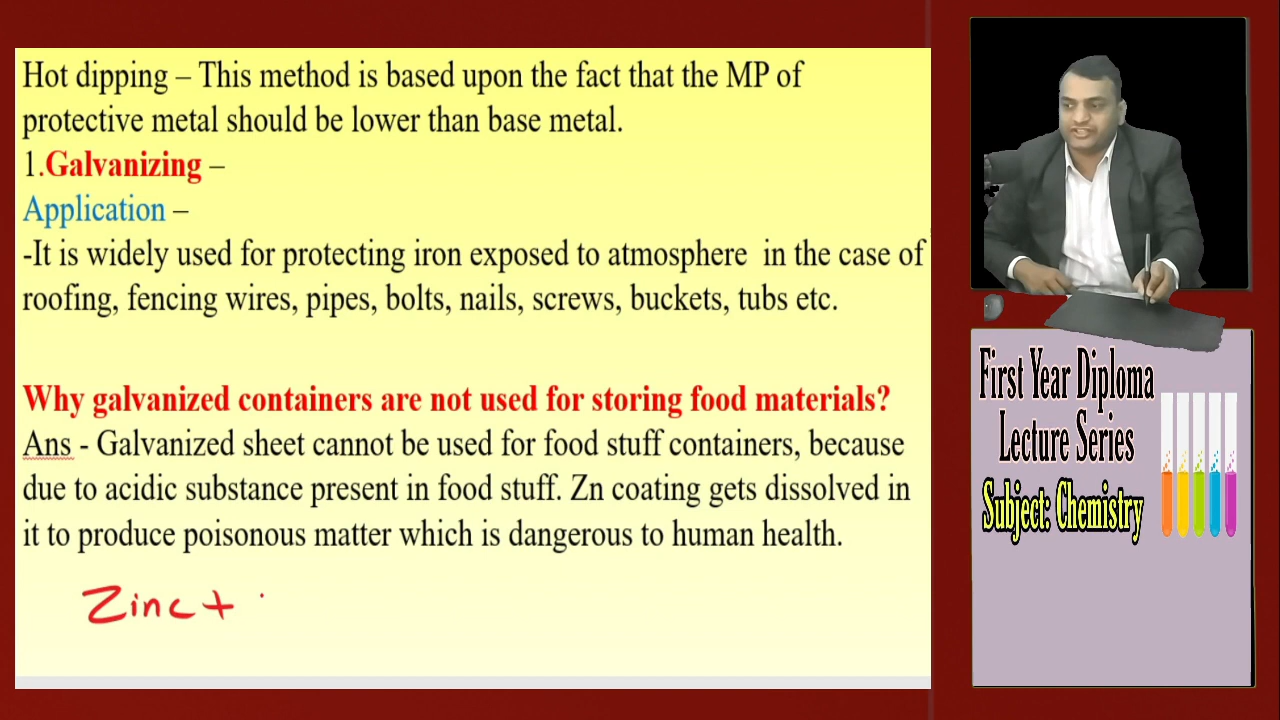 Hot dipping – This method is based upon the fact that the MP of
protective metal should be lower than base metal.
1.Galvanizing –
Application –
-It is widely used for protecting iron exposed to atmosphere in the case of
roofing, fencing wires, pipes, bolts, nails, screws, buckets, tubs etc.
Why galvanized containers are not used for storing food materials?
Ans - Galvanized sheet cannot be used for food stuff containers, because
due to acidic substance present in food stuff. Zn coating gets dissolved in
it to produce poisonous matter which is dangerous to human health.
Zinc +
First Year Diploma
Lecture Series
Subject: Chemistry